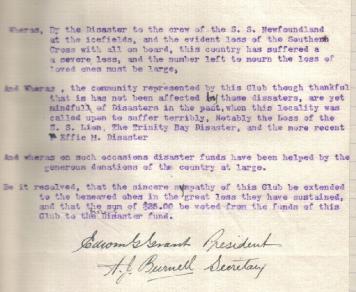 Wheras, By the Disaster to the crew of the S. S. Newfoundland
at the icefields, and the evident loss of the Southern
Cross with all on board, this country has suffered a
a severe loss, and the number left to mourn the loss of
loved ones must be large,
And Wheras , the community represented by this Club though thankful
that is has not been affected by those dissaters, are yet
mindfull of Disasters in the past, when this locality was
called upon to suffer terribly, Notably the loss of the
S. S. Lion, The Trinity Bay Disaster, and the more recent
Effie M. Disaster
And wheras on such occasions disaster funds have been helped by the
generous donations of the country at large.
Be it resolved, that the sincere sympathy of this Club be extended
to the beneaved ones in the great loss they have sustained,
and that the sum of $25.00 be voted from the funds of this
Club to the Disaster fund.
Grant President
A. J. Burnell Secretary